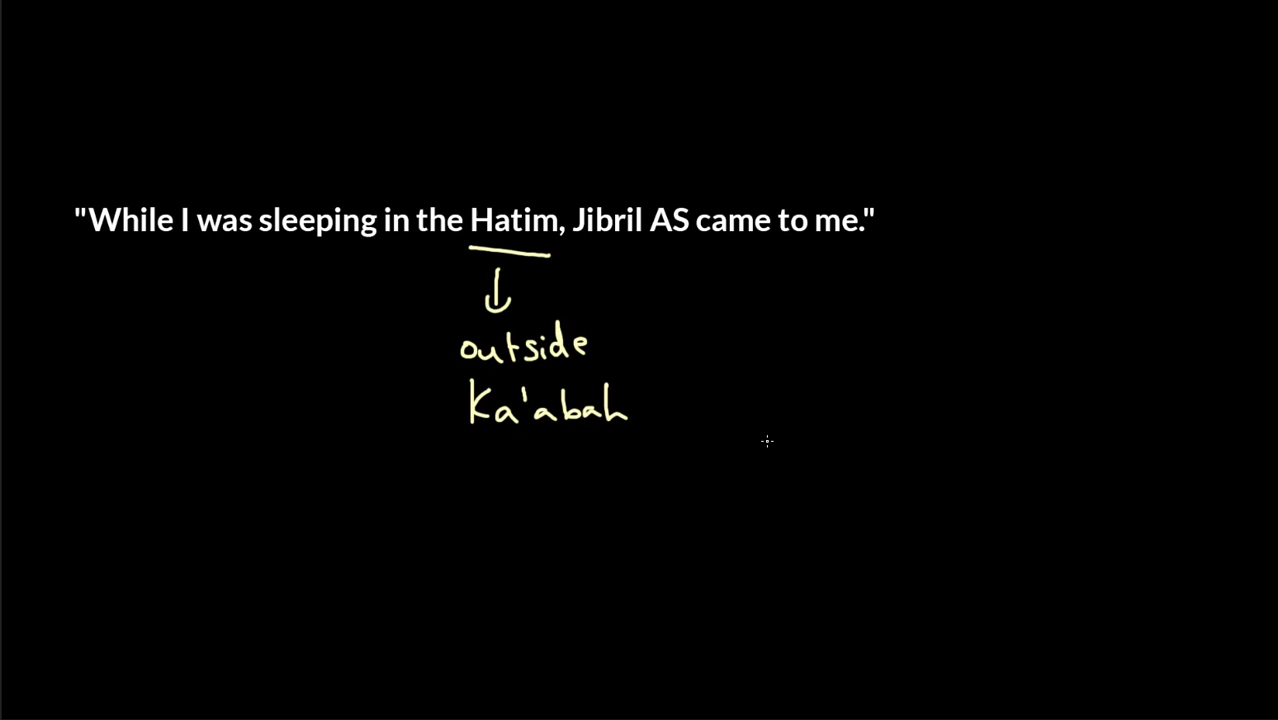 "While I was sleeping in the Hatim, Jibril AS came to me."
outside
Ka'abah